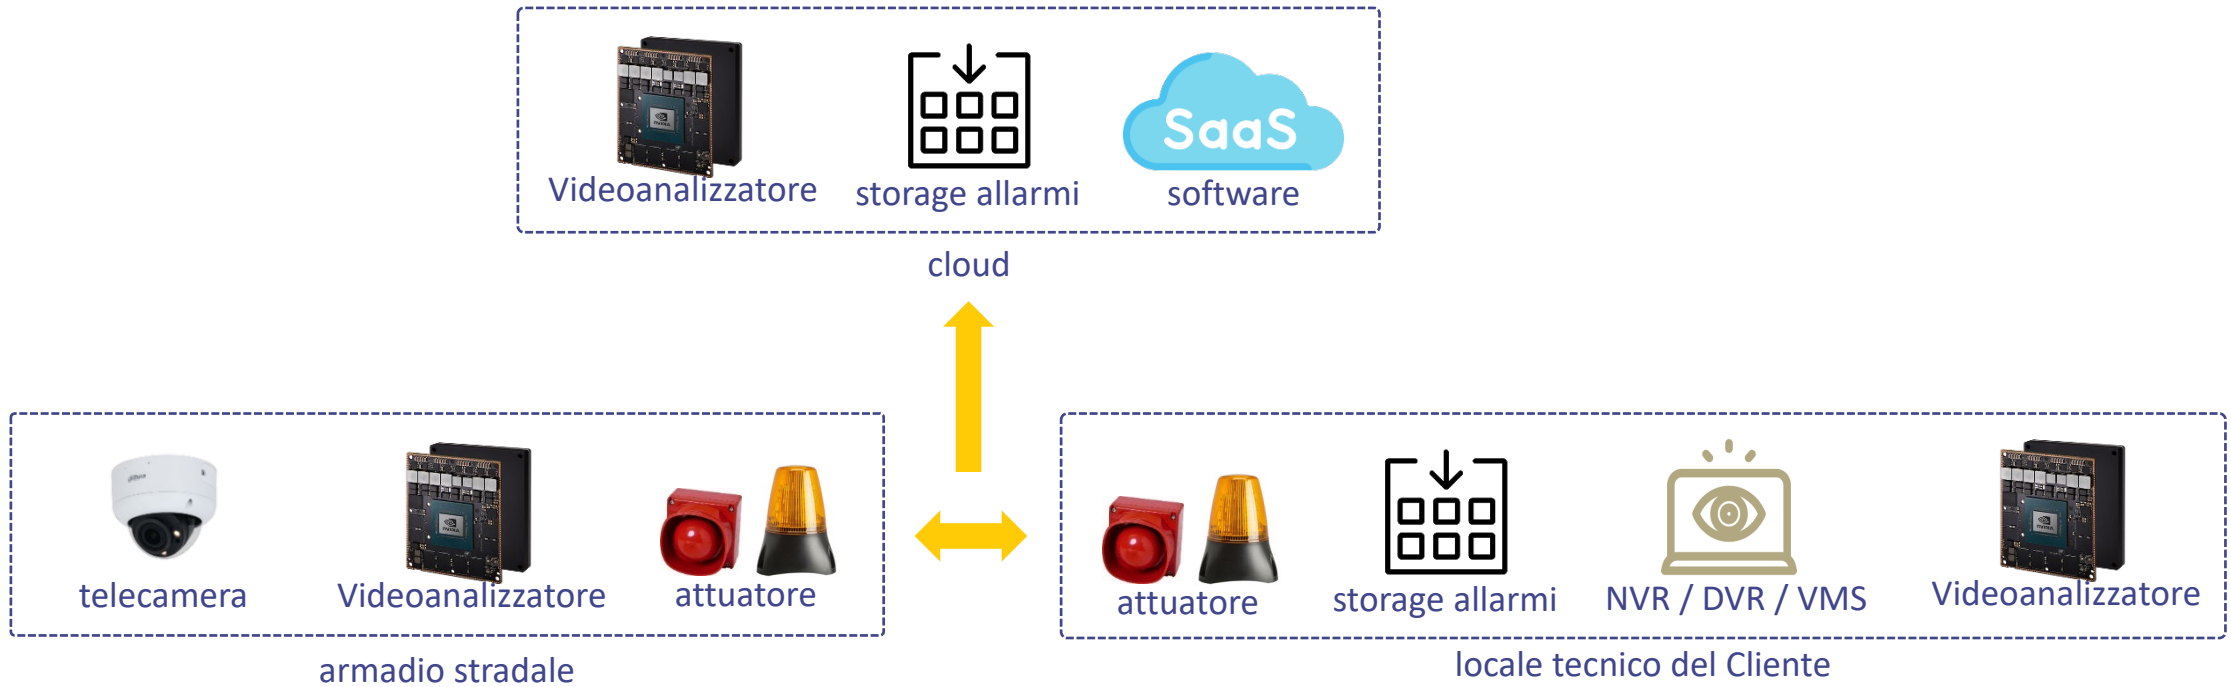 SaaS
Videoanalizzatore
storage allarmi
software
cloud
telecamera
Videoanalizzatore
attuatore
attuatore
storage allarmi
NVR / DVR / VMS
Videoanalizzatore
armadio stradale
locale tecnico del Cliente